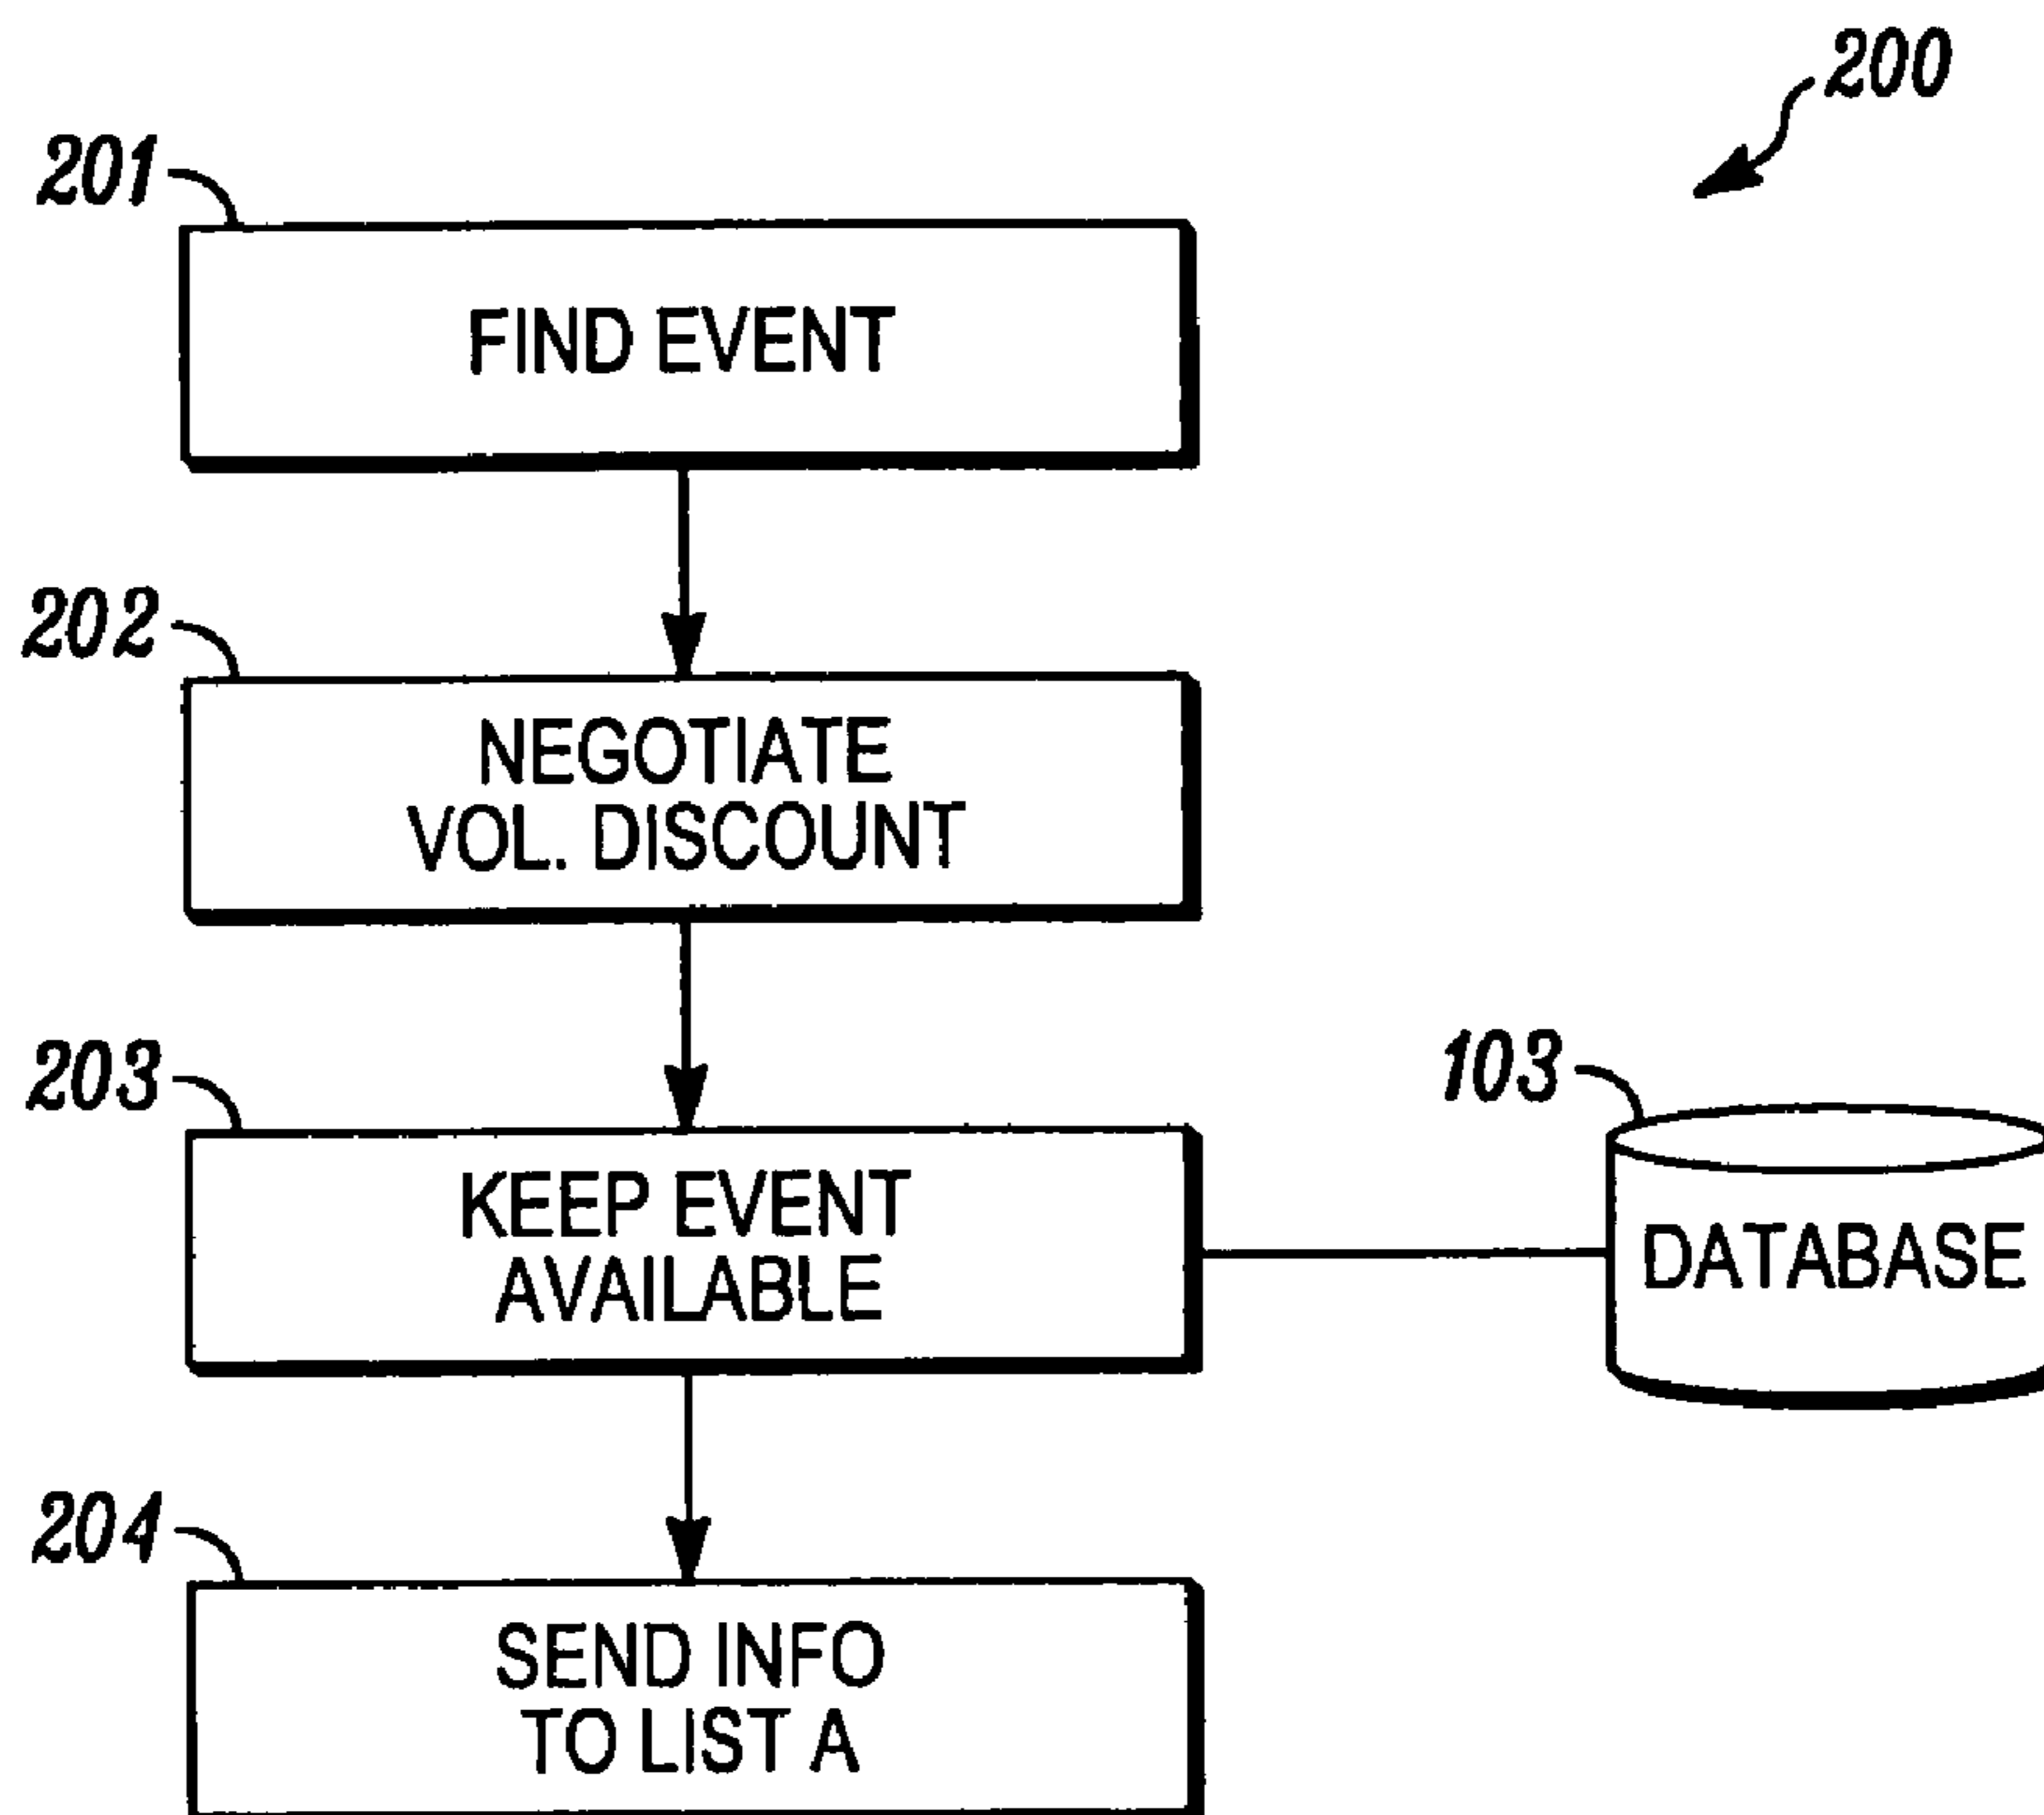 200
201
FIND EVENT
202
NEGOTIATE
VOL. DISCOUNT
203
KEEP EVENT
AVAILABLE
103
DATABASE
204
SEND INFO
TO LIST A